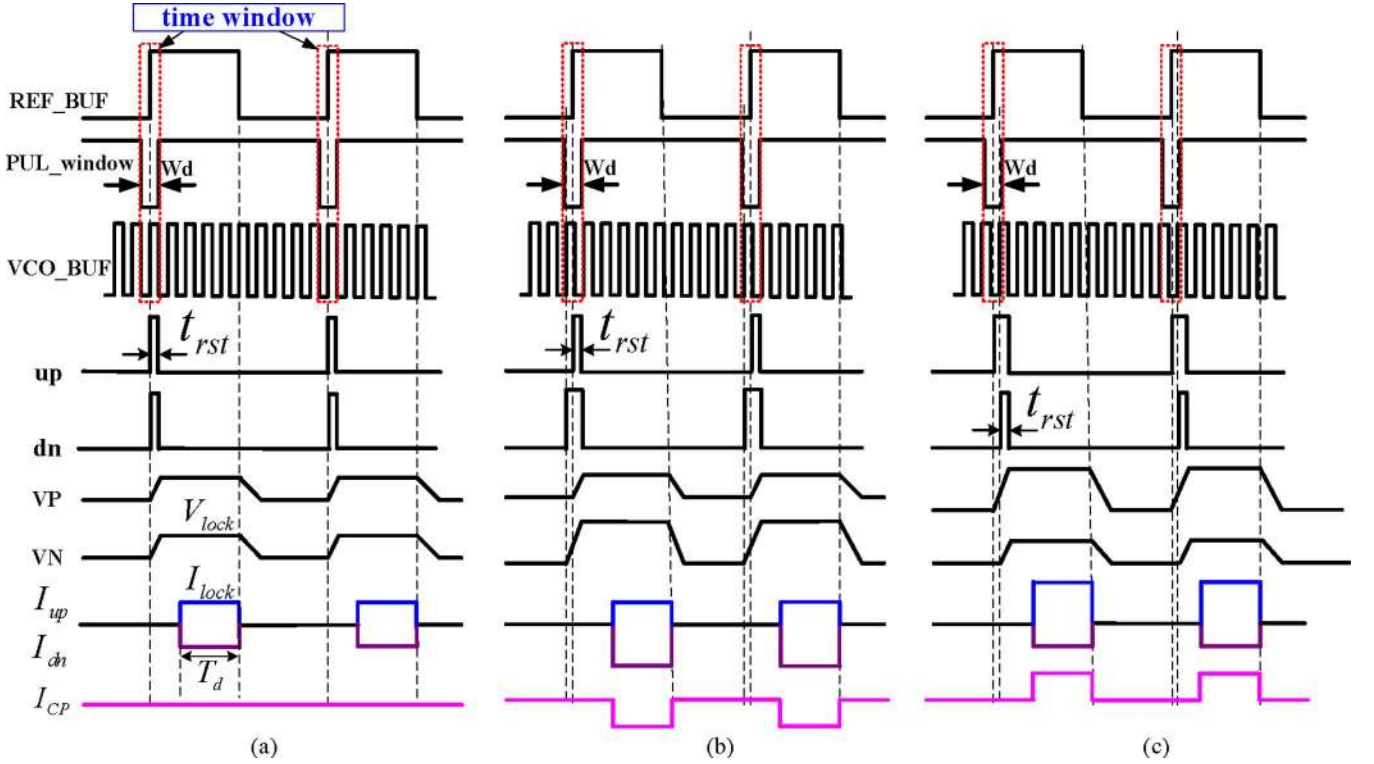 time window
REF_BUF
PUL_window Wd Wd Wd
VCO_BUF
t_rst t_rst
up
t_rst
dn
VP
V_lock
VN
I_lock
I_up
I_dn
T_d
I_CP
(a) (b) (c)